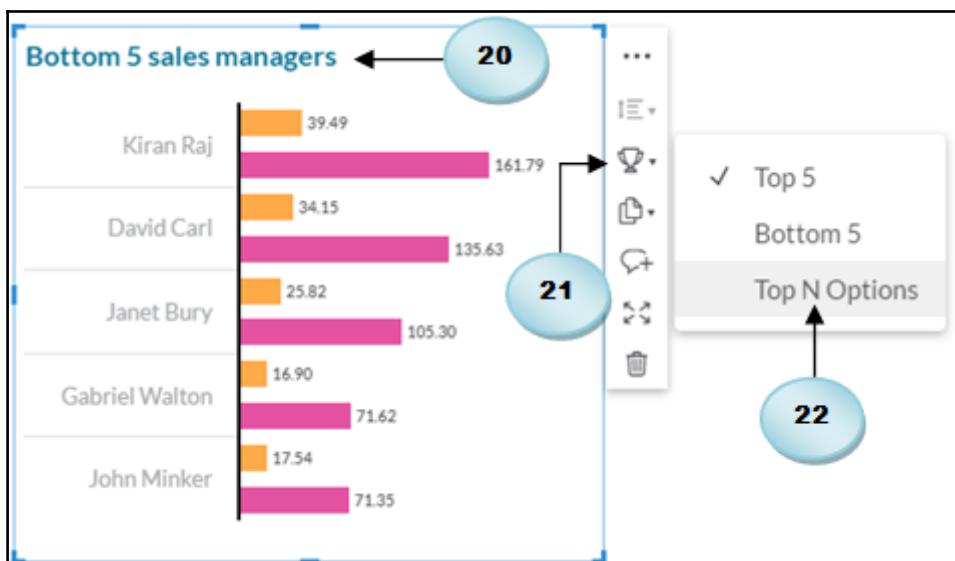 Bottom 5 sales managers
20
Kiran Raj
39.49
161.79
David Carl
34.15
135.63
Janet Bury
25.82
105.30
Gabriel Walton
16.90
71.62
John Minker
17.54
71.35
21
Top 5
Bottom 5
Top N Options
22